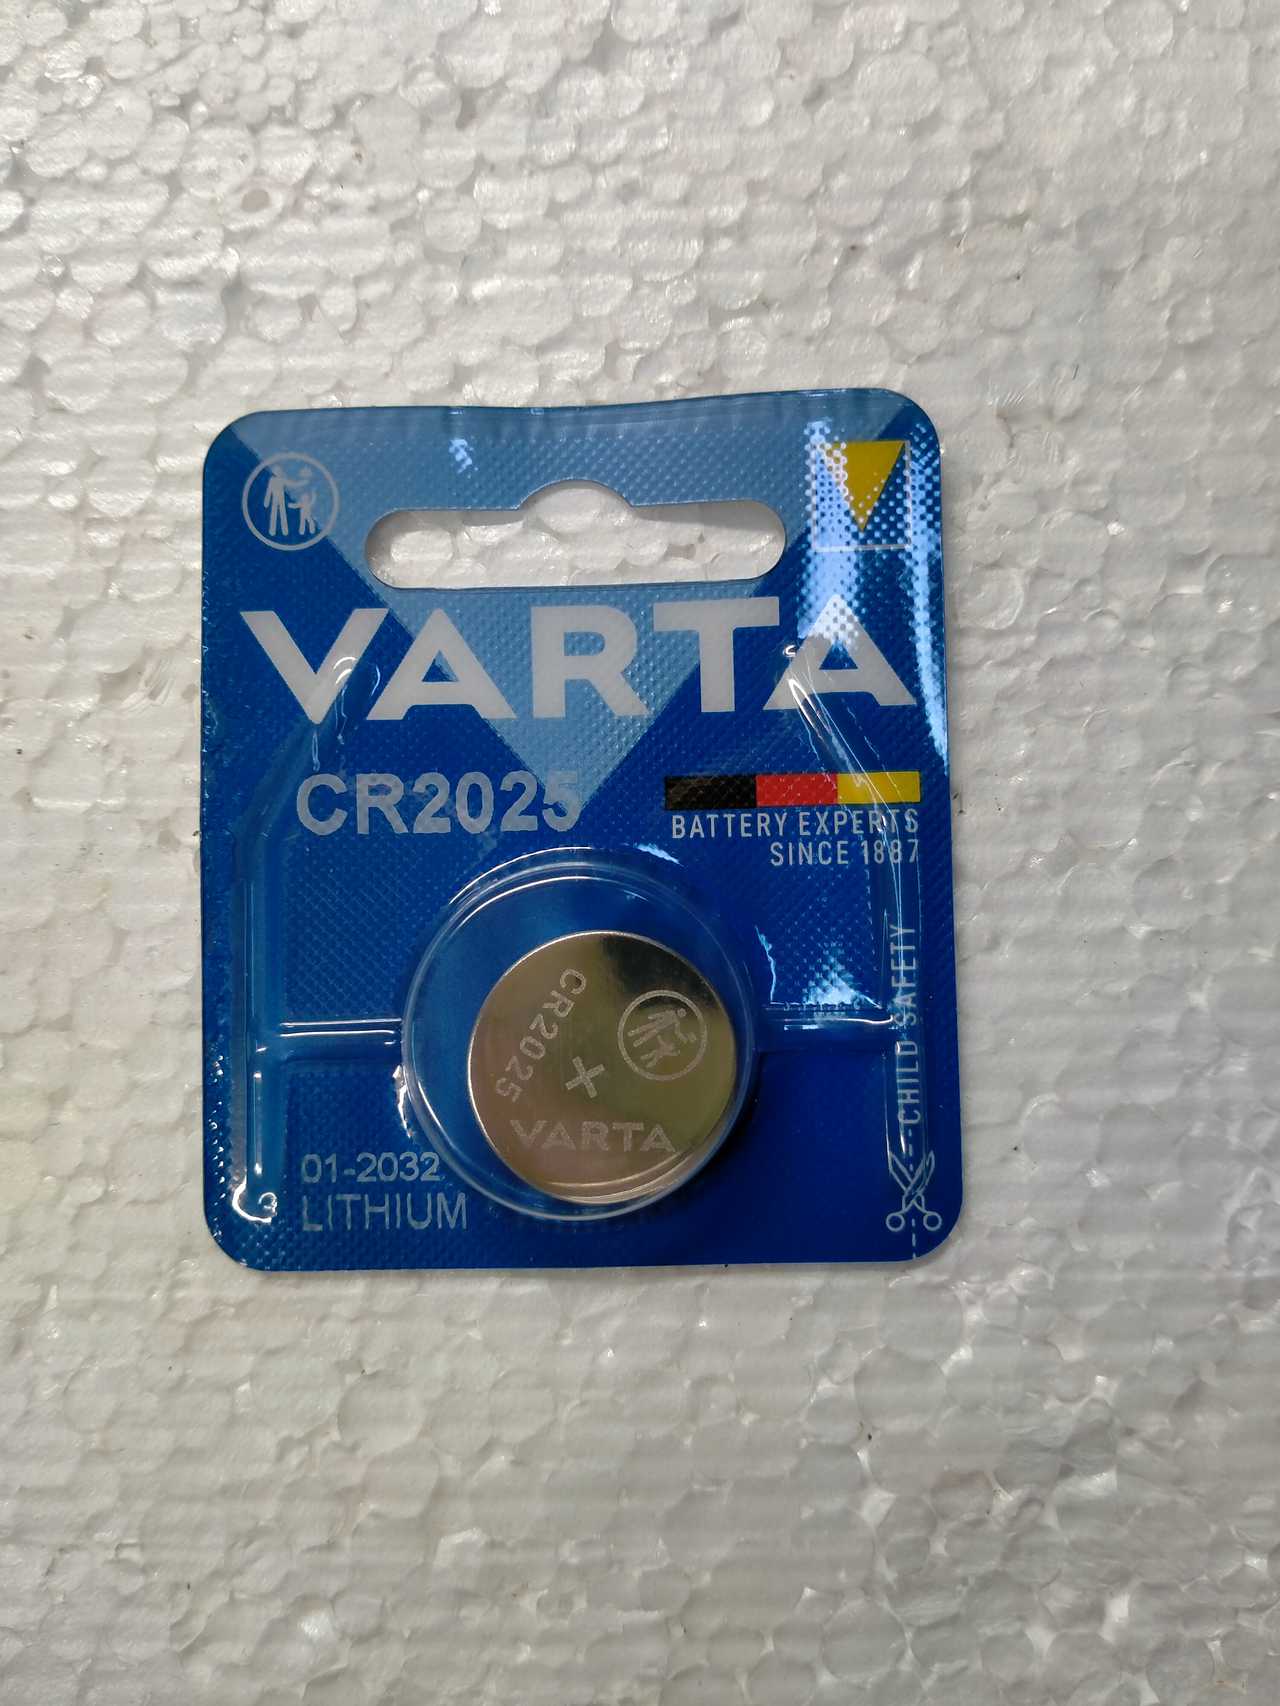 VARTA
CR2025
BATTERY EXPERTS
SINCE 1887
CHILD SAFETY
CR2025
+
VARTA
01-2032
LITHIUM